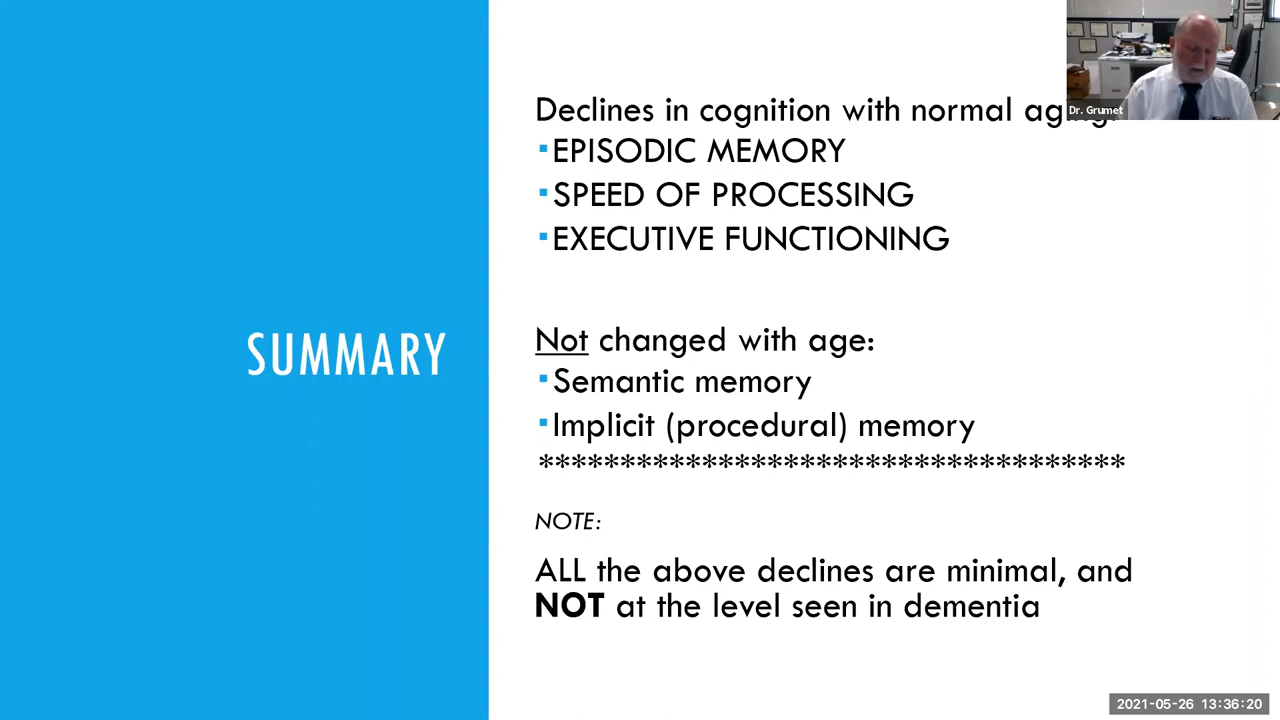 Declines in cognition with normal aging:
▪EPISODIC MEMORY
▪SPEED OF PROCESSING
▪EXECUTIVE FUNCTIONING
SUMMARY
Not changed with age:
▪Semantic memory
▪Implicit (procedural) memory
************************************
NOTE:
ALL the above declines are minimal, and
NOT at the level seen in dementia
Dr. Grumet
2021-05-26 13:36:20